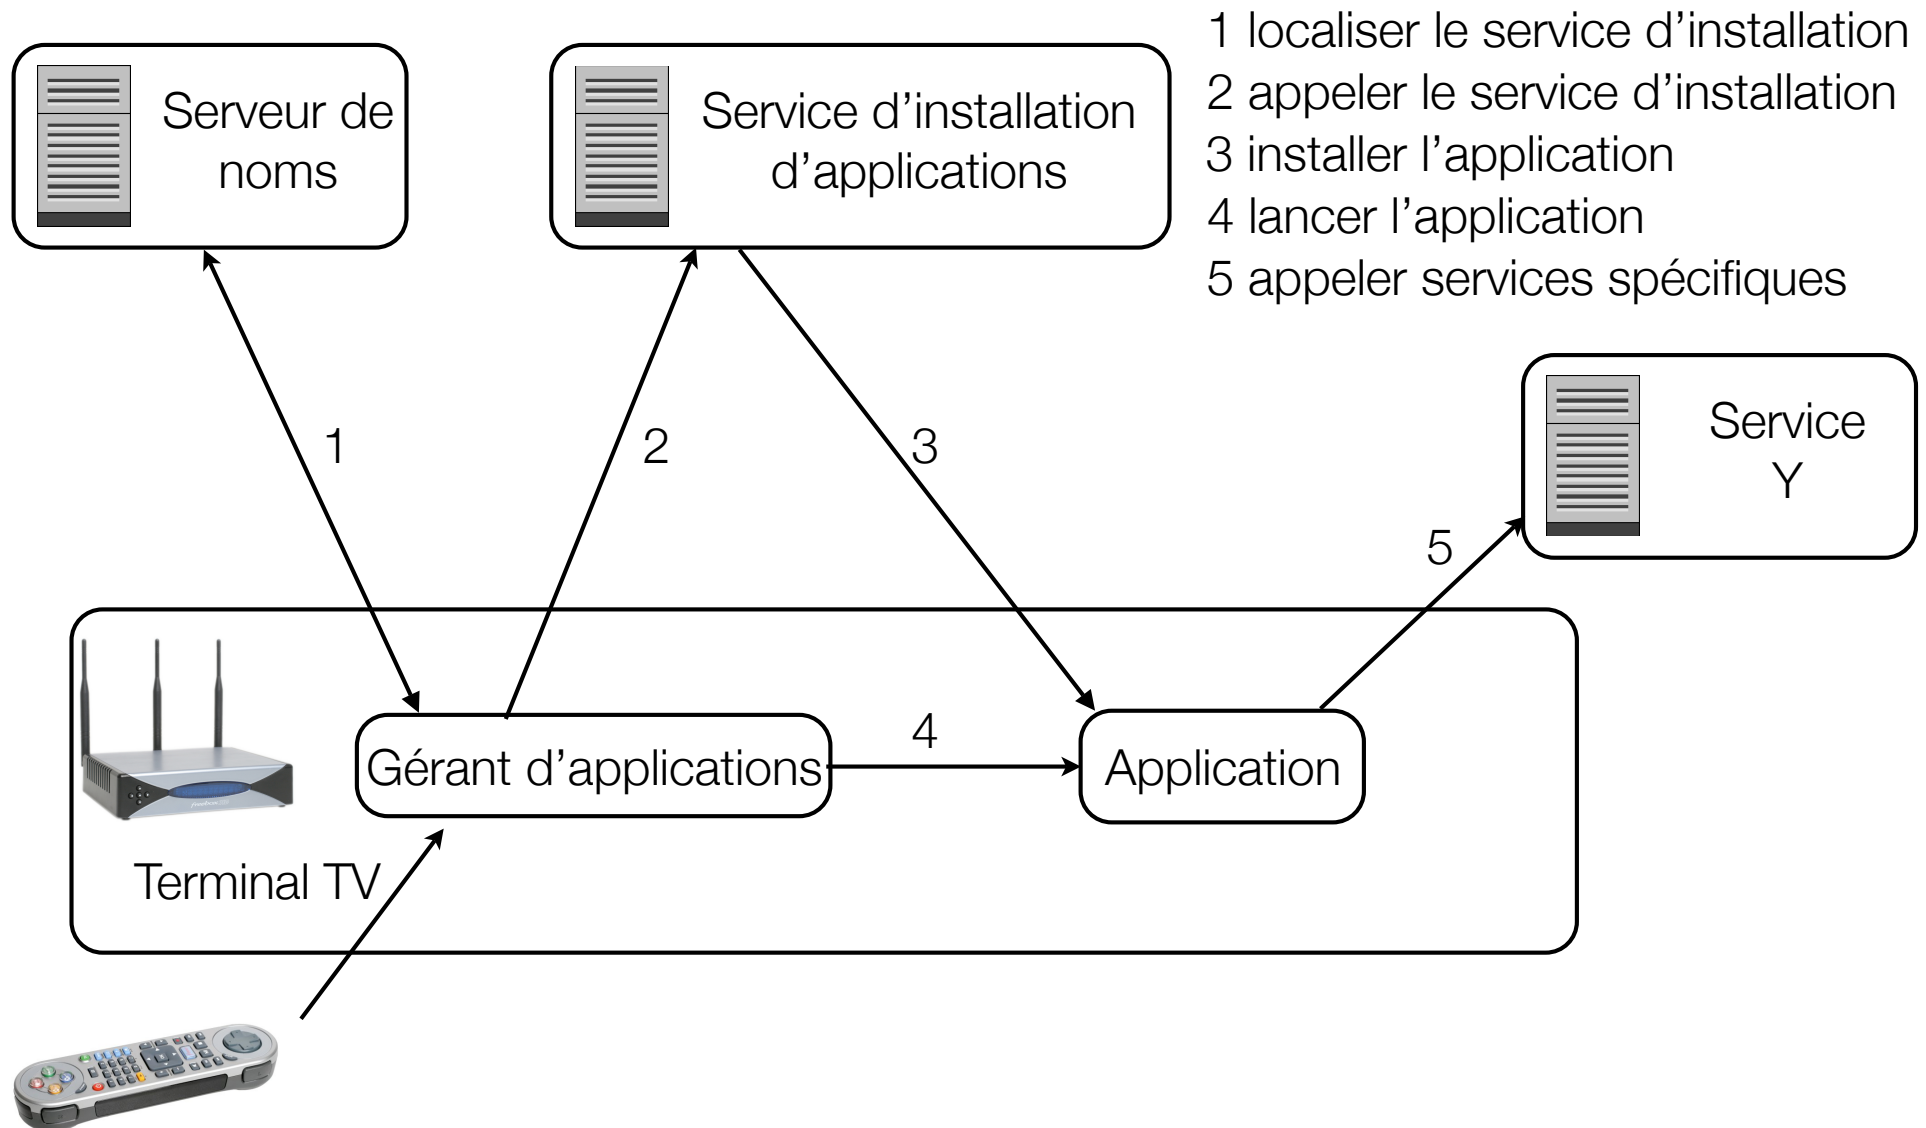 1 localiser le service d’installation
2 appeler le service d’installation
3 installer l’application
4 lancer l’application
5 appeler services spécifiques
Serveur de
noms
Service d’installation
d’applications
Service
Y
1
2
3
5
4
Gérant d’applications
Application
Terminal TV